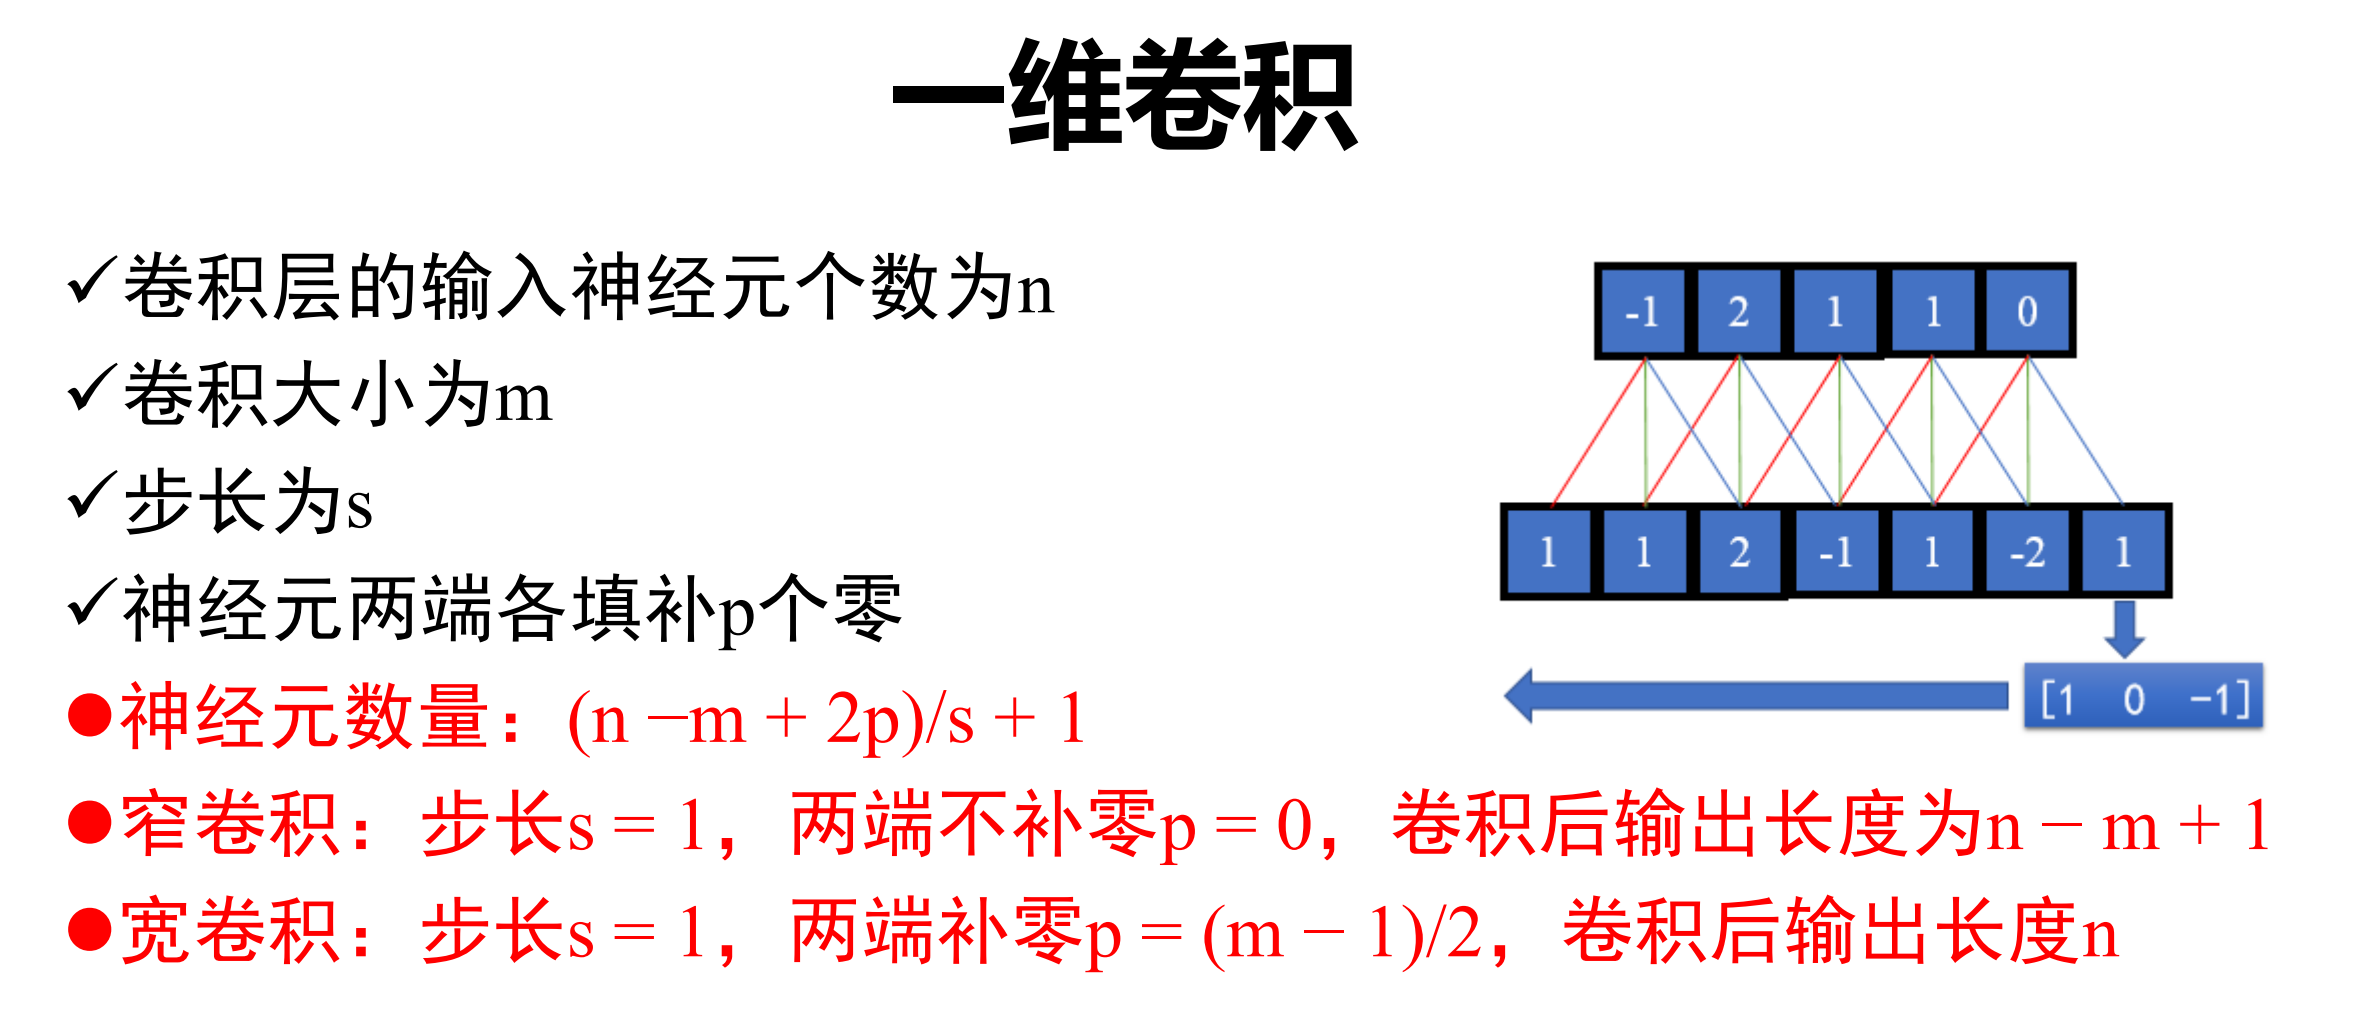 一维卷积
✓卷积层的输入神经元个数为n
✓卷积大小为m
✓步长为s
✓神经元两端各填补p个零
●神经元数量：(n −m + 2p)/s + 1
●窄卷积：步长s = 1，两端不补零p = 0，卷积后输出长度为n − m + 1
●宽卷积：步长s = 1，两端补零p = (m − 1)/2，卷积后输出长度n
-1 2 1 1 0
1 1 2 -1 1 -2 1
[1 0 −1]